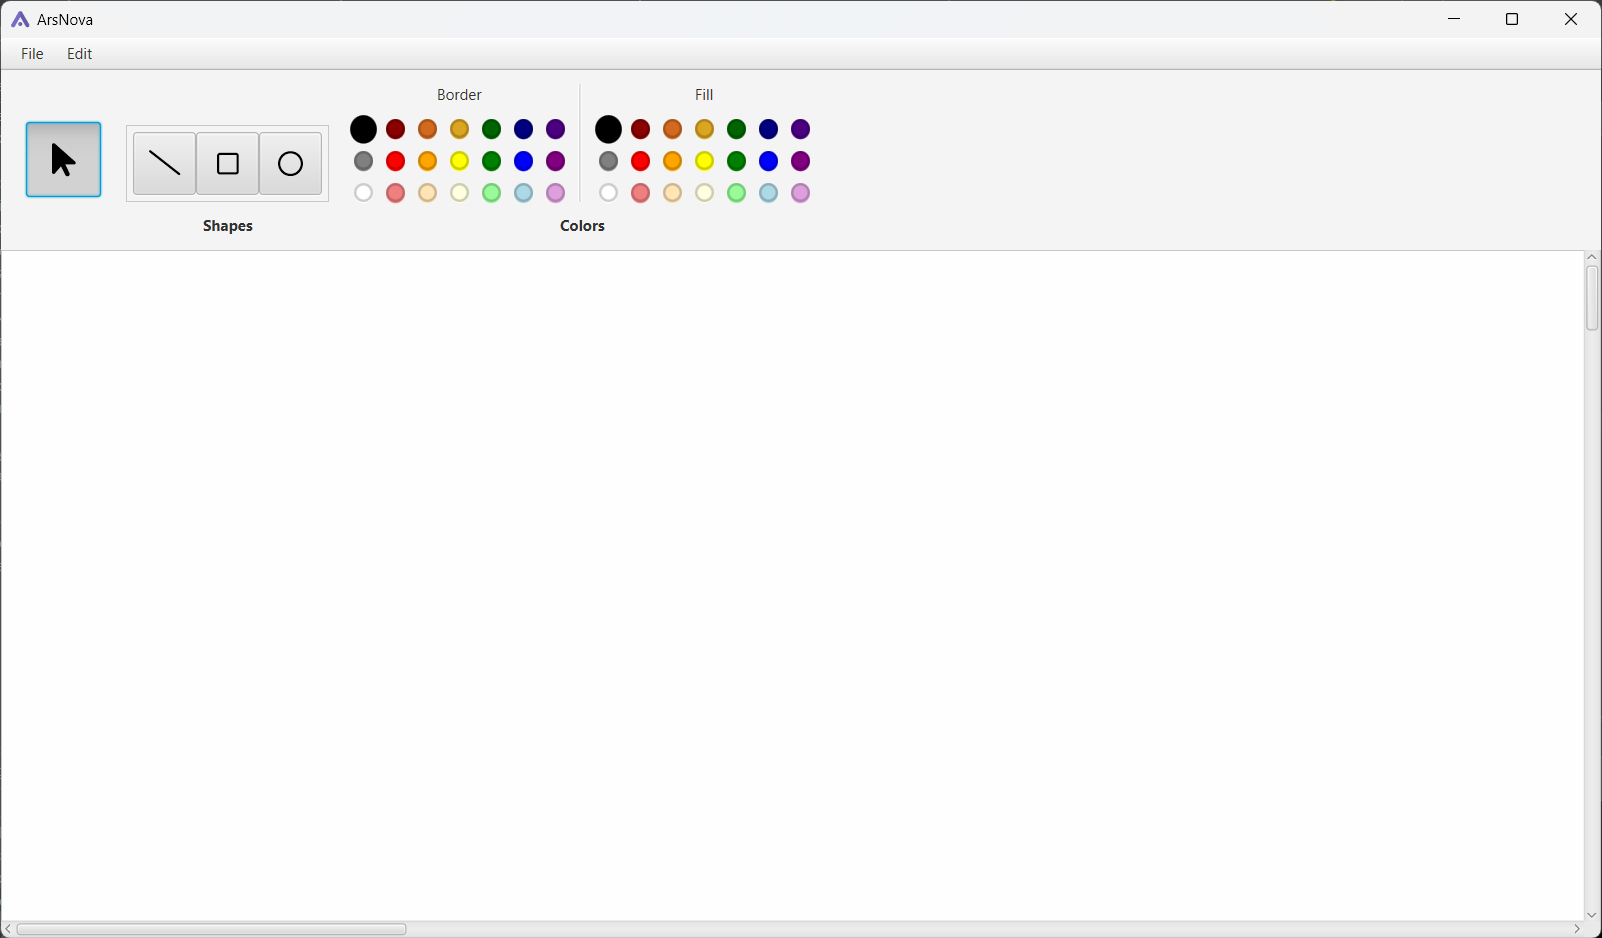 ArsNova
File Edit
Border Fill
Shapes Colors